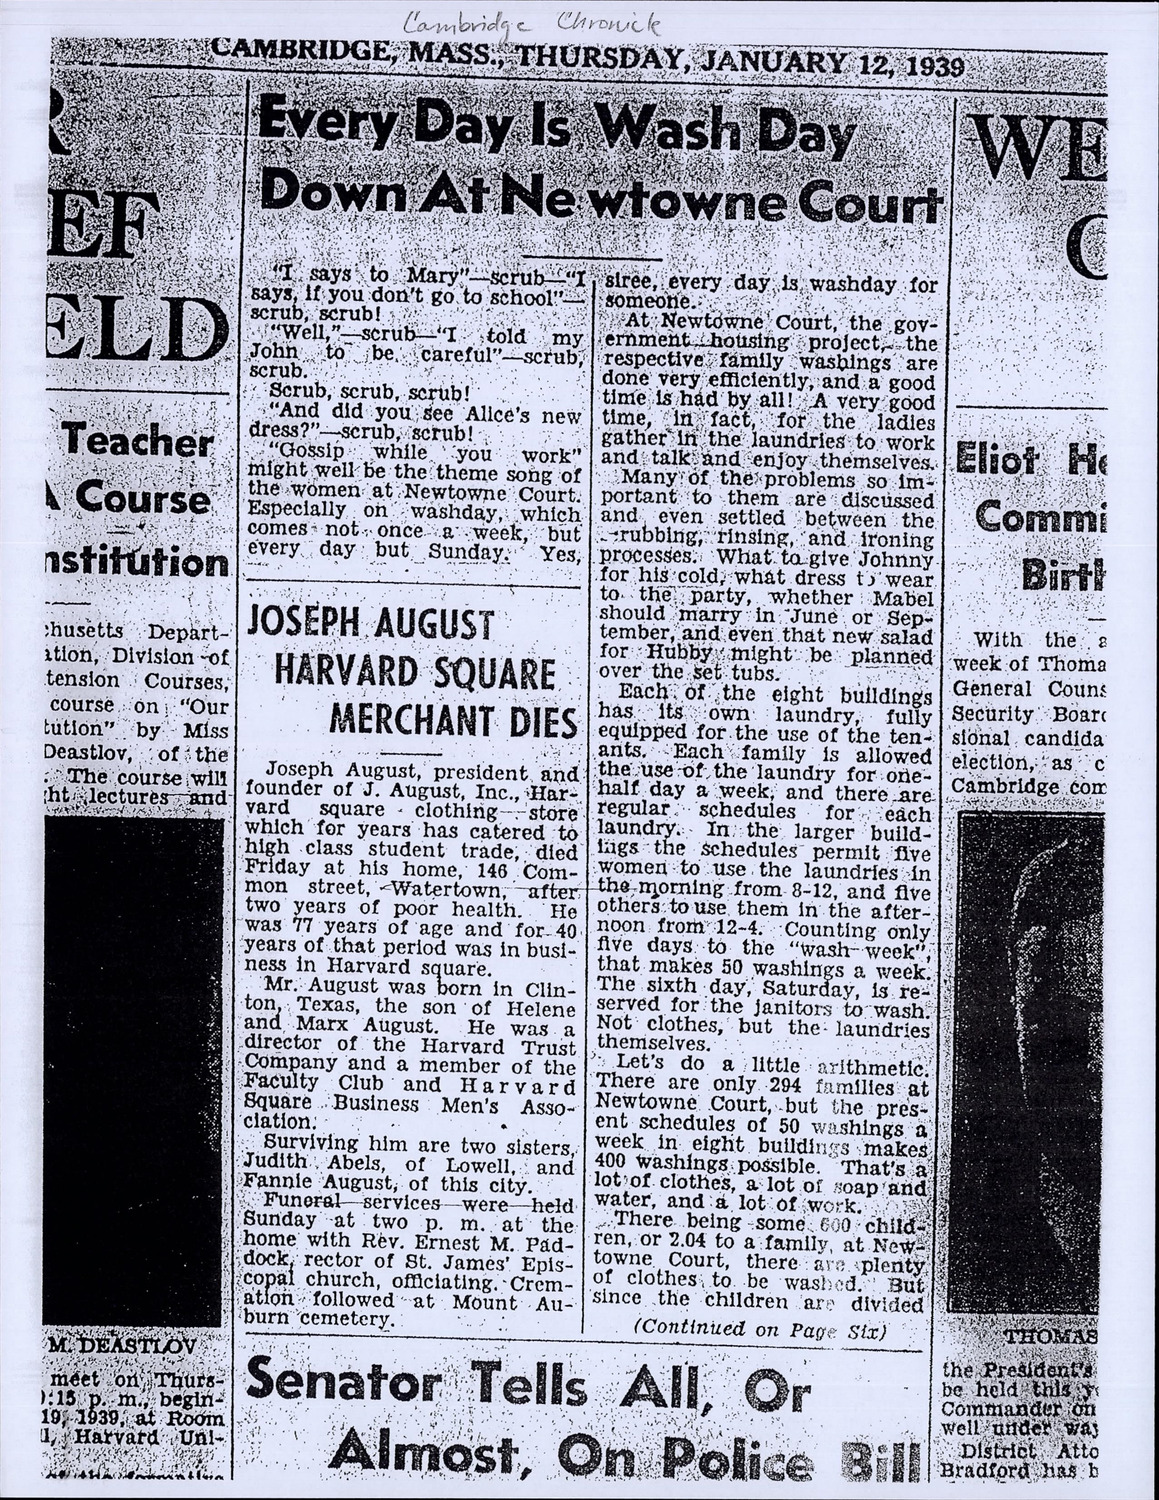 Cambridge Chronicle
CAMBRIDGE, MASS., THURSDAY, JANUARY 12, 1939
R
EF
ELD
Teacher
A Course
nstitution
chusetts Depart-
ation, Division of
tension Courses,
course on "Our
tution" by Miss
Deastlov, of the
. The course will
ht lectures and
M. DEASTLOV
meet on Thurs-
:15 p. m., begin-
19, 1939, at Room
1, Harvard Uni-
Every Day Is Wash Day
Down At Newtowne Court
"I says to Mary"—scrub—"I
says, if you don't go to school"—
scrub, scrub!
"Well,"—scrub—"I told my
John to be careful"—scrub,
scrub.
Scrub, scrub, scrub!
"And did you see Alice's new
dress?"—scrub, scrub!
"Gossip while you work"
might well be the theme song of
the women at Newtowne Court.
Especially on washday, which
comes not once a week, but
every day but Sunday. Yes,
siree, every day is washday for
someone.
At Newtowne Court, the gov-
ernment housing project, the
respective family washings are
done very efficiently, and a good
time is had by all! A very good
time, in fact, for the ladies
gather in the laundries to work
and talk and enjoy themselves.
Many of the problems so im-
portant to them are discussed
and even settled between the
rubbing, rinsing, and ironing
processes. What to give Johnny
for his cold, what dress to wear
to the party, whether Mabel
should marry in June or Sep-
tember, and even that new salad
for Hubby might be planned
over the set tubs.
Each of the eight buildings
has its own laundry, fully
equipped for the use of the ten-
ants. Each family is allowed
the use of the laundry for one-
half day a week, and there are
regular schedules for each
laundry. In the larger build-
ings the schedules permit five
women to use the laundries in
the morning from 8-12, and five
others to use them in the after-
noon from 12-4. Counting only
five days to the "wash week",
that makes 50 washings a week.
The sixth day, Saturday, is re-
served for the janitors to wash.
Not clothes, but the laundries
themselves.
Let's do a little arithmetic.
There are only 294 families at
Newtowne Court, but the pres-
ent schedules of 50 washings a
week in eight buildings makes
400 washings possible. That's a
lot of clothes, a lot of soap and
water, and a lot of work.
There being some 600 child-
ren, or 2.04 to a family, at New-
towne Court, there are plenty
of clothes to be washed. But
since the children are divided
(Continued on Page Six)
JOSEPH AUGUST
HARVARD SQUARE
MERCHANT DIES
Joseph August, president and
founder of J. August, Inc., Har-
vard square clothing store
which for years has catered to
high class student trade, died
Friday at his home, 146 Com-
mon street, Watertown, after
two years of poor health. He
was 77 years of age and for 40
years of that period was in busi-
ness in Harvard square.
Mr. August was born in Clin-
ton, Texas, the son of Helene
and Marx August. He was a
director of the Harvard Trust
Company and a member of the
Faculty Club and Harvard
Square Business Men's Asso-
ciation.
Surviving him are two sisters,
Judith Abels, of Lowell, and
Fannie August, of this city.
Funeral services were held
Sunday at two p. m. at the
home with Rev. Ernest M. Pad-
dock, rector of St. James' Epis-
copal church, officiating. Crem-
ation followed at Mount Au-
burn cemetery.
Senator Tells All, Or
Almost, On Police Bill
WE
C
Eliot He
Commi
Birth
With the a
week of Thoma
General Couns
Security Board
sional candida
election, as c
Cambridge com
THOMAS
the President's
be held this y
Commander on
well under way
District Atto
Bradford has b